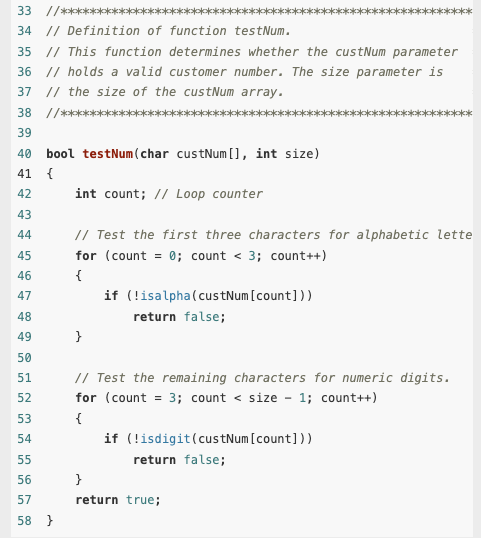 33 //*********************************************************
34 // Definition of function testNum.
35 // This function determines whether the custNum parameter
36 // holds a valid customer number. The size parameter is
37 // the size of the custNum array.
38 //*********************************************************
39
40 bool testNum(char custNum[], int size)
41 {
42 int count; // Loop counter
43
44 // Test the first three characters for alphabetic lette
45 for (count = 0; count < 3; count++)
46 {
47 if (!isalpha(custNum[count]))
48 return false;
49 }
50
51 // Test the remaining characters for numeric digits.
52 for (count = 3; count < size − 1; count++)
53 {
54 if (!isdigit(custNum[count]))
55 return false;
56 }
57 return true;
58 }